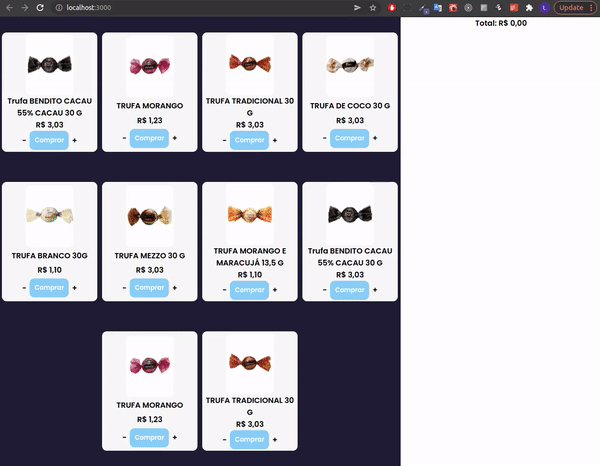 localhost:3000
Update
Total: R$ 0,00
Trufa BENDITO CACAU
55% CACAU 30 G
R$ 3,03
- Comprar +
TRUFA MORANGO
R$ 1,23
- Comprar +
TRUFA TRADICIONAL 30
G
R$ 3,03
- Comprar +
TRUFA DE COCO 30 G
R$ 3,03
- Comprar +
TRUFA BRANCO 30G
R$ 1,10
- Comprar +
TRUFA MEZZO 30 G
R$ 3,03
- Comprar +
TRUFA MORANGO E
MARACUJÁ 13,5 G
R$ 1,10
- Comprar +
Trufa BENDITO CACAU
55% CACAU 30 G
R$ 3,03
- Comprar +
TRUFA MORANGO
R$ 1,23
- Comprar +
TRUFA TRADICIONAL 30
G
R$ 3,03
- Comprar +